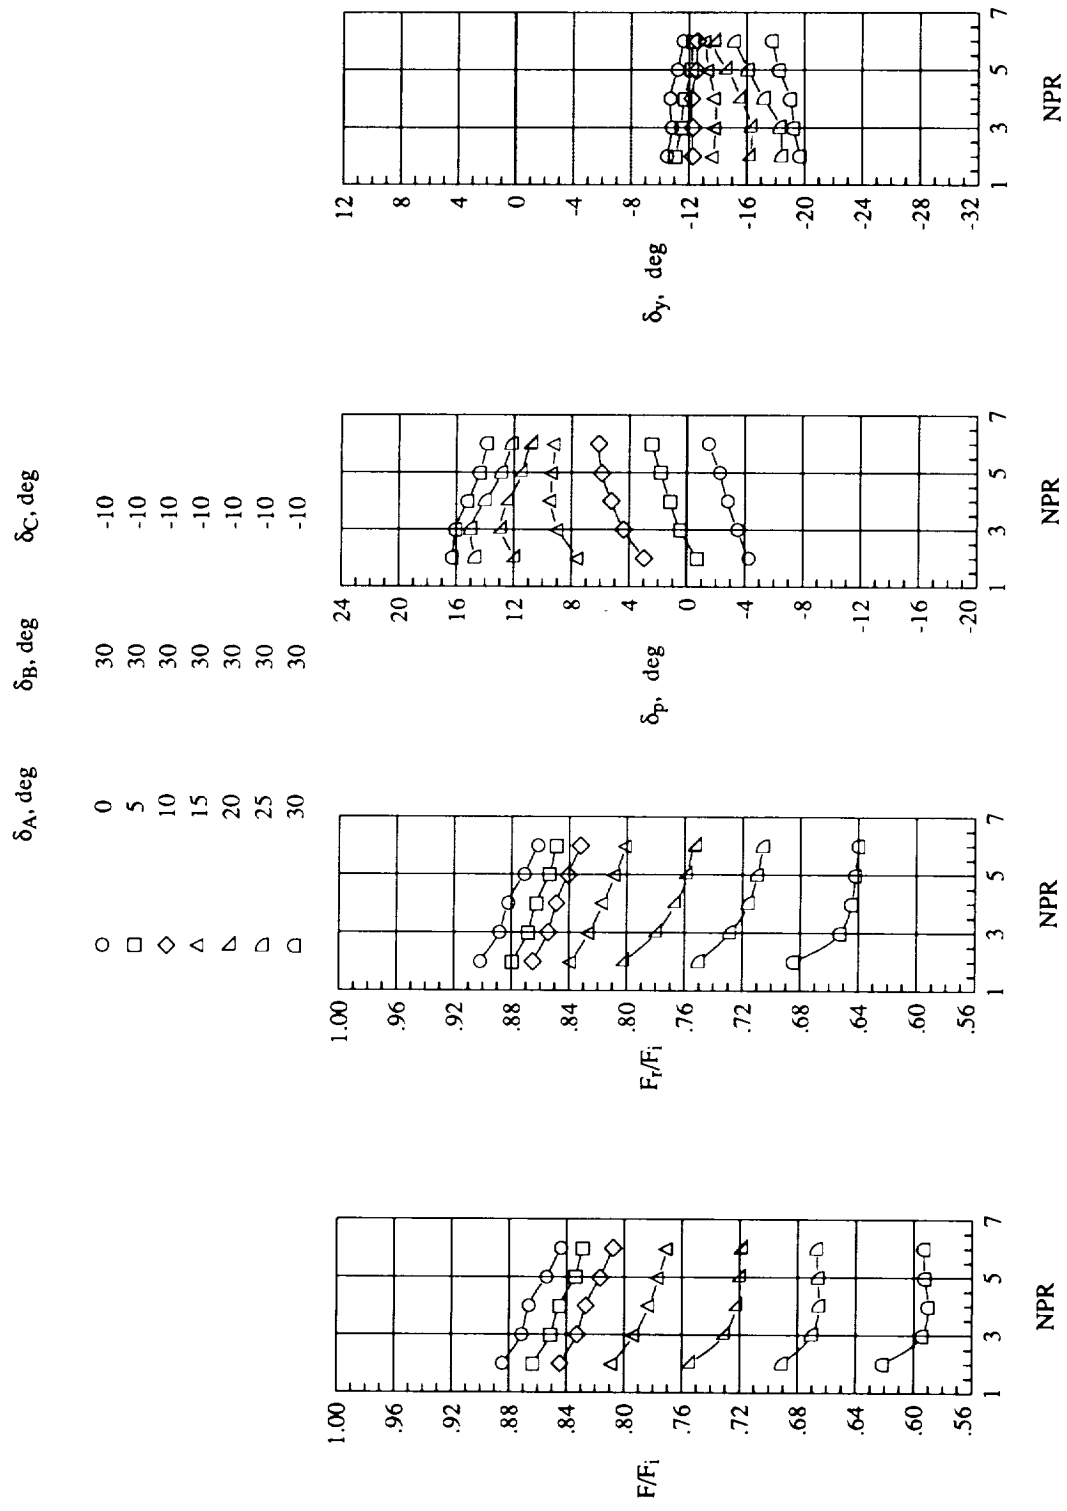 δA, deg δB, deg δC, deg
0 30 -10
5 30 -10
10 30 -10
15 30 -10
20 30 -10
25 30 -10
30 30 -10
F/Fi
1.00
.96
.92
.88
.84
.80
.76
.72
.68
.60
.60
.56
1 3 5 7
NPR
Fr/Fi
1.00
.96
.92
.88
.84
.80
.76
.72
.68
.60
.60
.56
1 3 5 7
NPR
δp, deg
24
20
16
12
8
4
0
-4
-8
-12
-16
-20
1 3 5 7
NPR
δy, deg
12
8
4
0
-4
-8
-12
-16
-20
-24
-28
-32
1 3 5 7
NPR